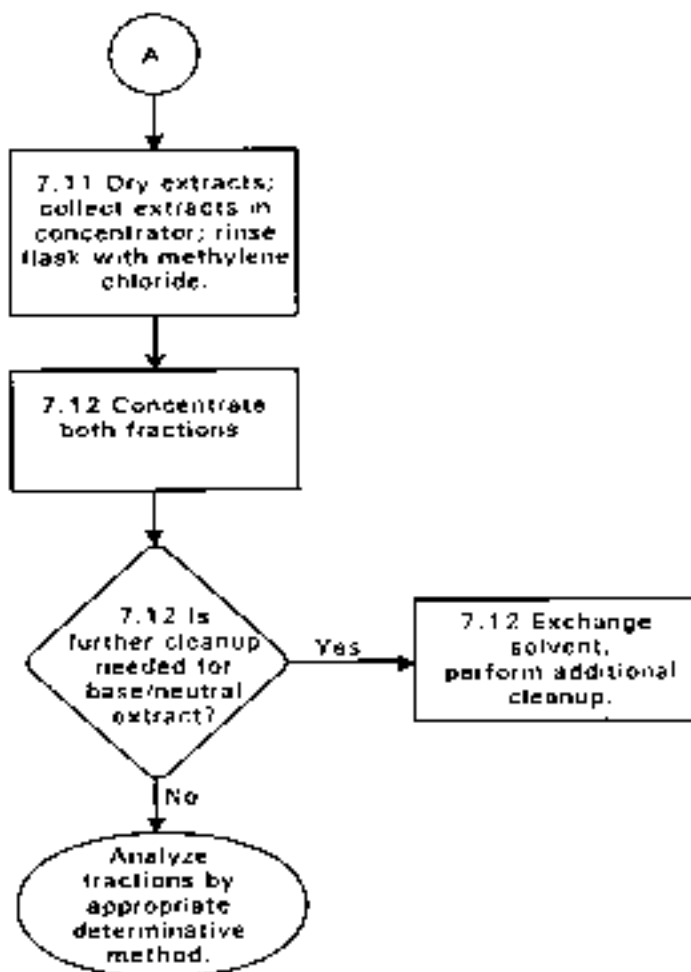 A
7.11 Dry extracts;
collect extracts in
concentrator; rinse
flask with methylene
chloride.
7.12 Concentrate
both fractions
7.12 Is
further cleanup
needed for
base/neutral
extract?
Yes
7.12 Exchange
solvent,
perform additional
cleanup.
No
Analyze
fractions by
appropriate
determinative
method.